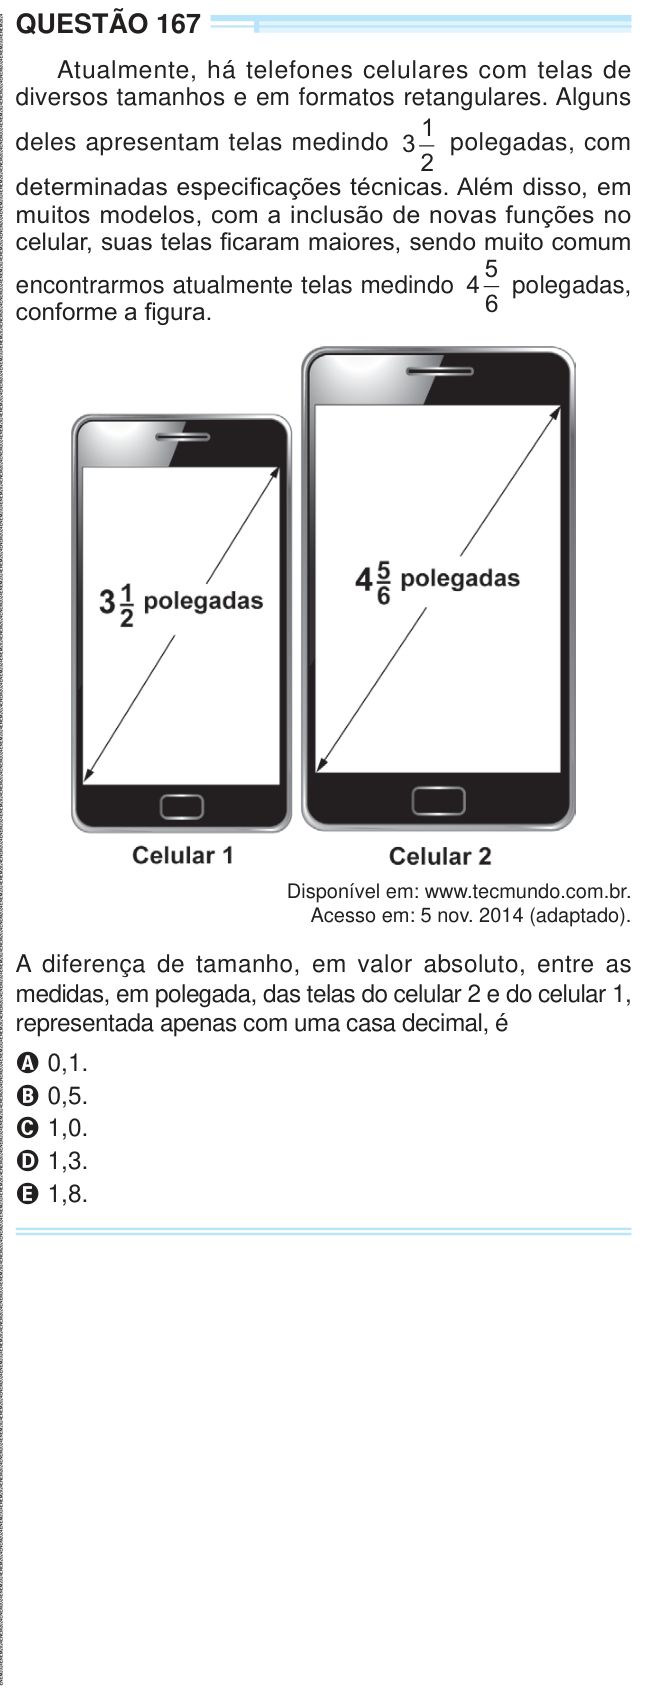 QUESTÃO 167
Atualmente, há telefones celulares com telas de
diversos tamanhos e em formatos retangulares. Alguns
deles apresentam telas medindo 3 1/2 polegadas, com
determinadas especificações técnicas. Além disso, em
muitos modelos, com a inclusão de novas funções no
celular, suas telas ficaram maiores, sendo muito comum
encontrarmos atualmente telas medindo 4 5/6 polegadas,
conforme a figura.
3 1/2 polegadas
4 5/6 polegadas
Celular 1
Celular 2
Disponível em: www.tecmundo.com.br.
Acesso em: 5 nov. 2014 (adaptado).
A diferença de tamanho, em valor absoluto, entre as
medidas, em polegada, das telas do celular 2 e do celular 1,
representada apenas com uma casa decimal, é
A 0,1.
B 0,5.
C 1,0.
D 1,3.
E 1,8.